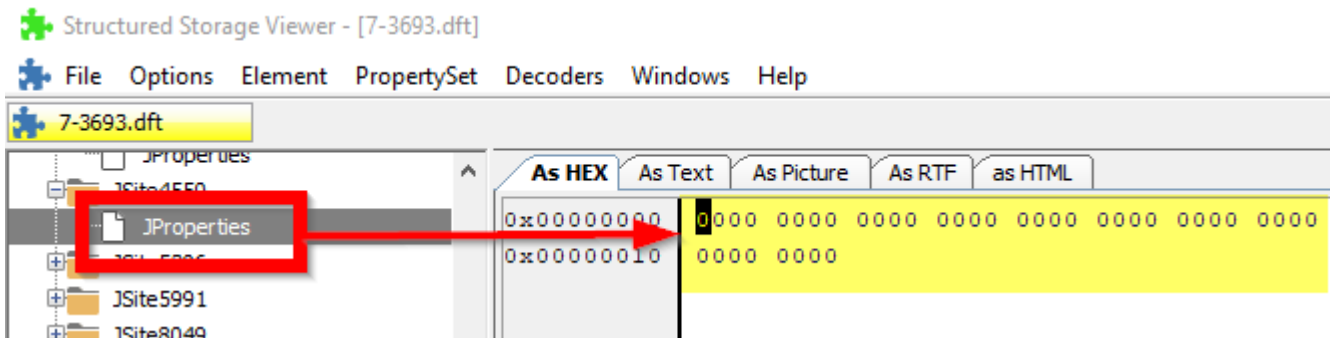 Structured Storage Viewer - [7-3693.dft]
File Options Element PropertySet Decoders Windows Help
7-3693.dft
JProperties
JSite4550
JProperties
JSite5991
JSite8049
As HEX As Text As Picture As RTF as HTML
0x00000000 0000 0000 0000 0000 0000 0000 0000 0000
0x00000010 0000 0000